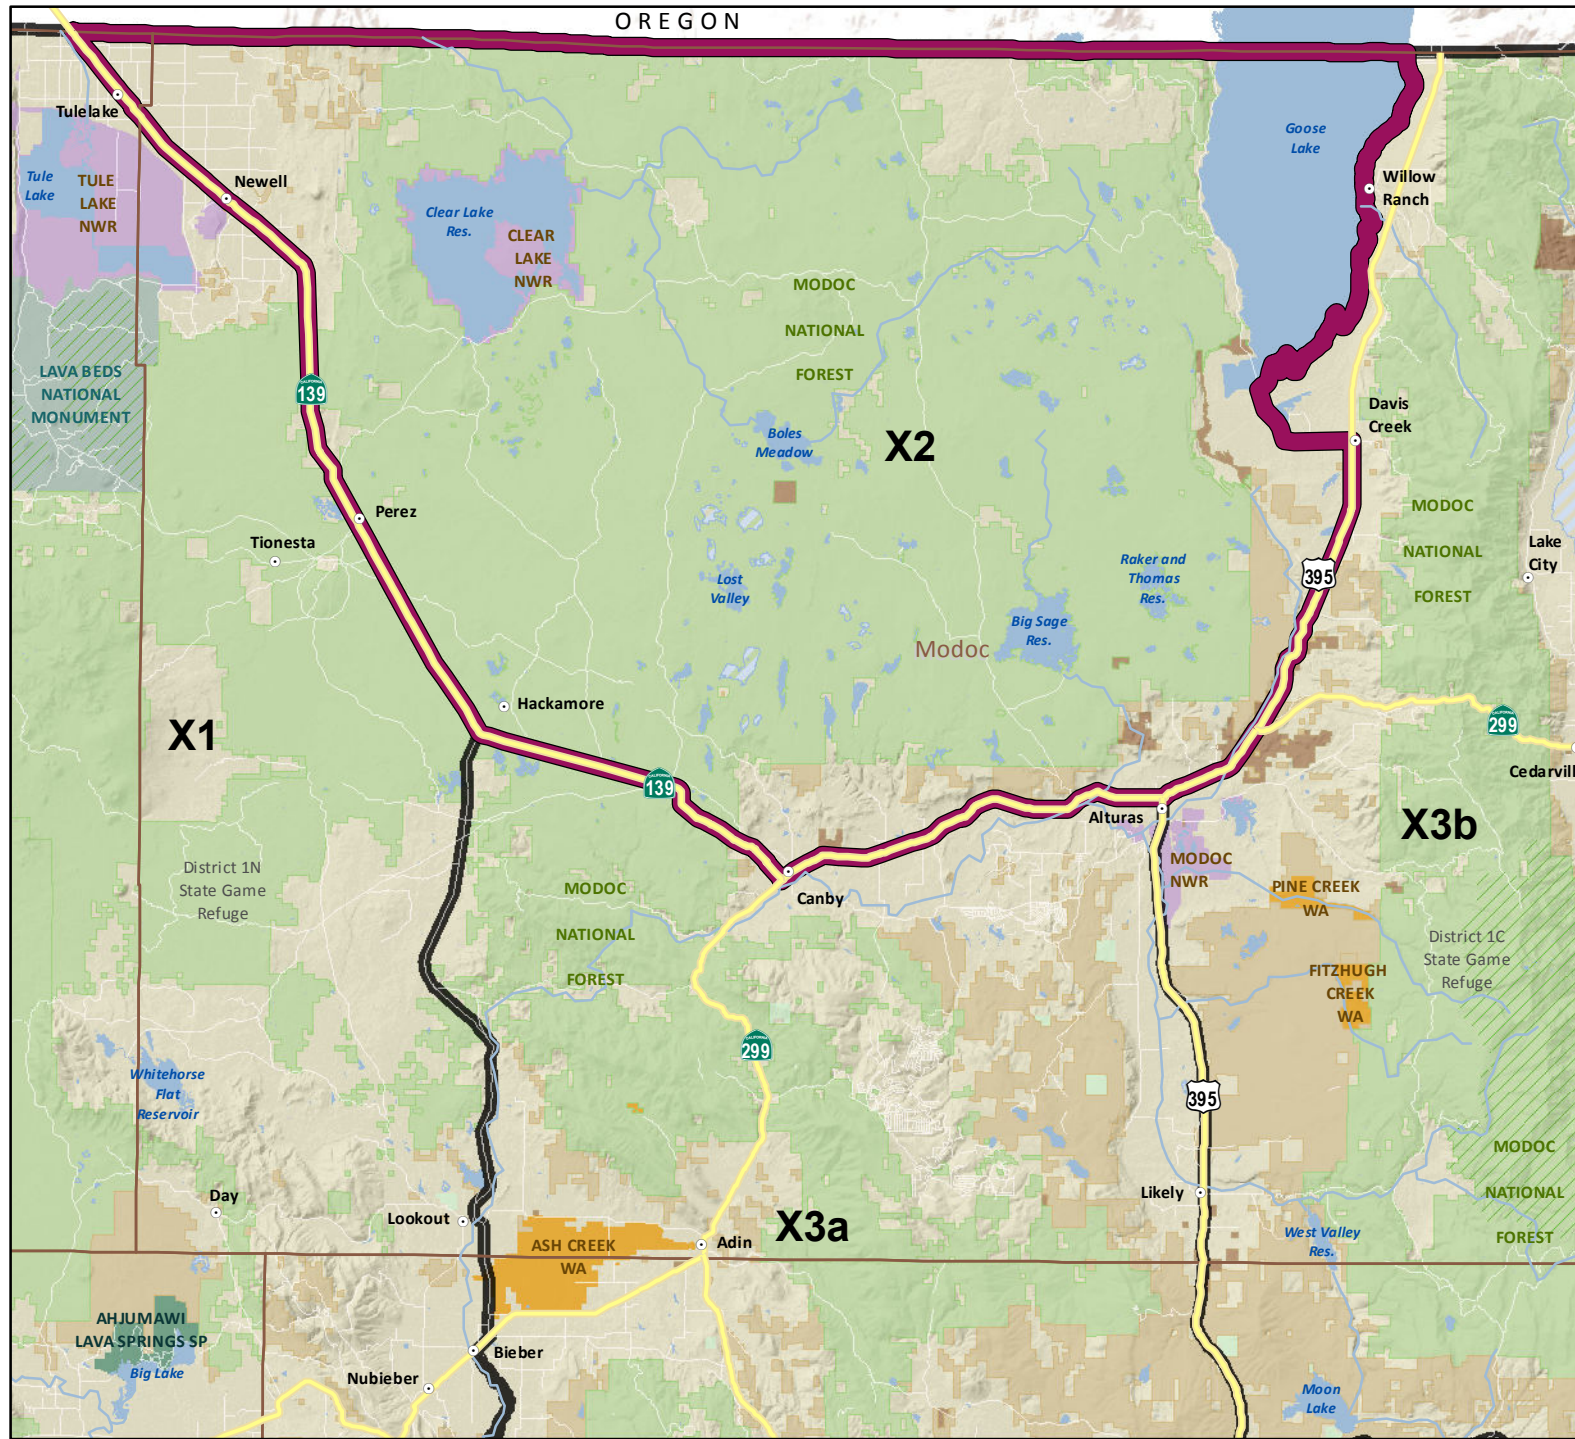 OREGON
Tulelake
Tule
Lake
TULE
LAKE
NWR
Newell
Clear Lake
Res.
CLEAR
LAKE
NWR
Goose
Lake
Willow
Ranch
MODOC
NATIONAL
FOREST
LAVA BEDS
NATIONAL
MONUMENT
CALIFORNIA
139
Davis
Creek
Boles
Meadow
X2
Perez
Tionesta
MODOC
NATIONAL
FOREST
Lake
City
Lost
Valley
Raker and
Thomas
Res.
395
Big Sage
Res.
Modoc
Hackamore
X1
CALIFORNIA
299
Cedarvill
CALIFORNIA
139
Alturas
X3b
MODOC
NWR
District 1N
State Game
Refuge
Canby
MODOC
NATIONAL
FOREST
PINE CREEK
WA
District 1C
State Game
Refuge
FITZHUGH
CREEK
WA
CALIFORNIA
299
Whitehorse
Flat
Reservoir
395
MODOC
NATIONAL
FOREST
Day
Likely
Lookout
X3a
Adin
ASH CREEK
WA
West Valley
Res.
AHJUMAWI
LAVA SPRINGS SP
Big Lake
Bieber
Nubieber
Moon
Lake